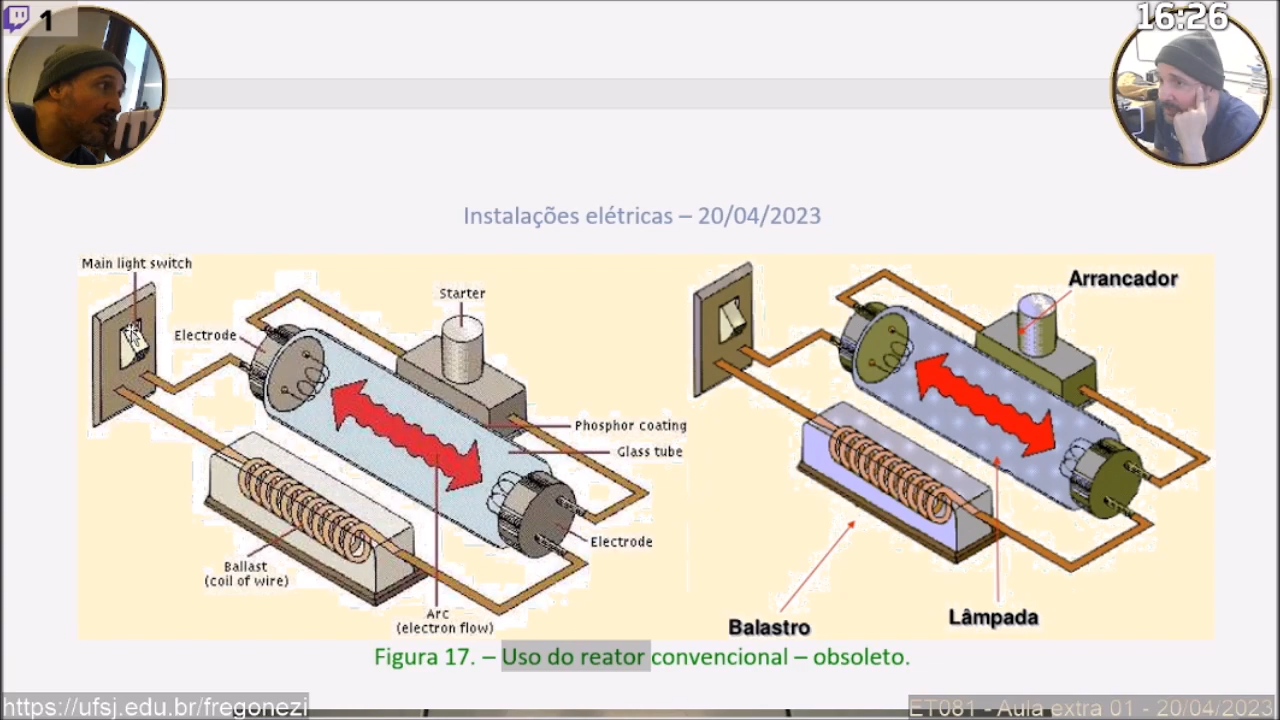 1
16:26
Instalações elétricas – 20/04/2023
Main light switch
Electrode
Starter
Phosphor coating
Glass tube
Electrode
Ballast
(coil of wire)
Arc
(electron flow)
Arrancador
Balastro
Lâmpada
Figura 17. – Uso do reator convencional – obsoleto.
https://ufsj.edu.br/fregonezi
ET081 - Aula extra 01 - 20/04/2023